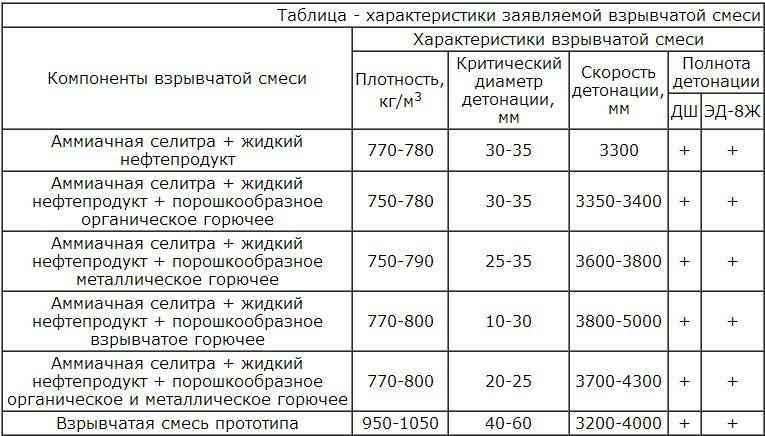 Таблица - характеристики заявляемой взрывчатой смеси
Компоненты взрывчатой смеси
Характеристики взрывчатой смеси
Плотность,
кг/м³
Критический
диаметр
детонации,
мм
Скорость
детонации,
мм
Полнота
детонации
ДШ ЭД-8Ж
Аммиачная селитра + жидкий
нефтепродукт
770-780 30-35 3300 + +
Аммиачная селитра + жидкий
нефтепродукт + порошкообразное
органическое горючее
750-780 30-35 3350-3400 + +
Аммиачная селитра + жидкий
нефтепродукт + порошкообразное
металлическое горючее
750-790 25-35 3600-3800 + +
Аммиачная селитра + жидкий
нефтепродукт + порошкообразное
взрывчатое горючее
770-800 10-30 3800-5000 + +
Аммиачная селитра + жидкий
нефтепродукт + порошкообразное
органическое и металлическое горючее
770-800 20-25 3700-4300 + +
Взрывчатая смесь прототипа 950-1050 40-60 3200-4000 + +